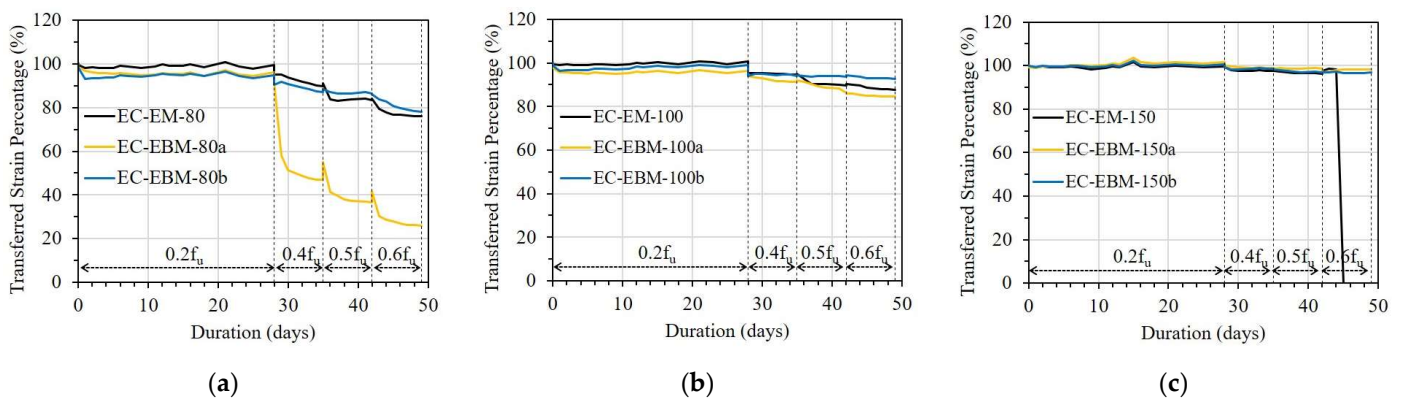 Transferred Strain Percentage (%)
120
100
80
60
40
20
0
EC-EM-80
EC-EBM-80a
EC-EBM-80b
0.2fu
0.4fu
0.5fu
0.6fu
0 10 20 30 40 50
Duration (days)
(a)
Transferred Strain Percentage (%)
120
100
80
60
40
20
0
EC-EM-100
EC-EBM-100a
EC-EBM-100b
0.2fu
0.4fu
0.5fu
0.6fu
0 10 20 30 40 50
Duration (days)
(b)
Transferred Strain Percentage (%)
120
100
80
60
40
20
0
EC-EM-150
EC-EBM-150a
EC-EBM-150b
0.2fu
0.4fu
0.5fu
0.6fu
0 10 20 30 40 50
Duration (days)
(c)